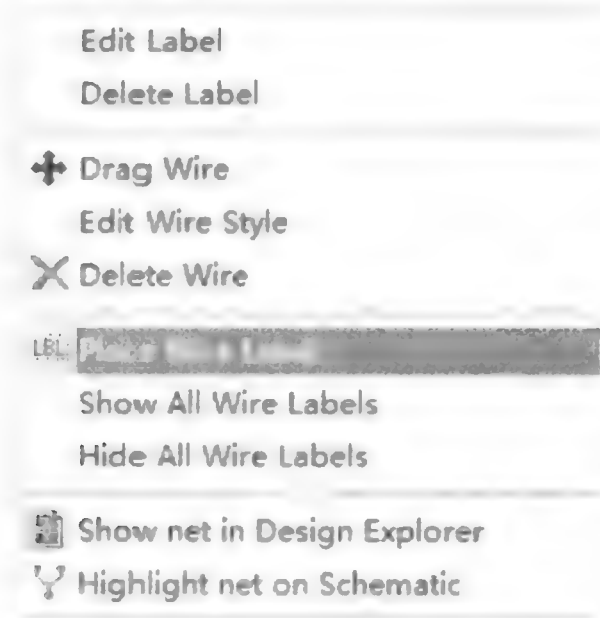 Edit Label
Delete Label
Drag Wire
Edit Wire Style
Delete Wire
LBL
Show All Wire Labels
Hide All Wire Labels
Show net in Design Explorer
Highlight net on Schematic